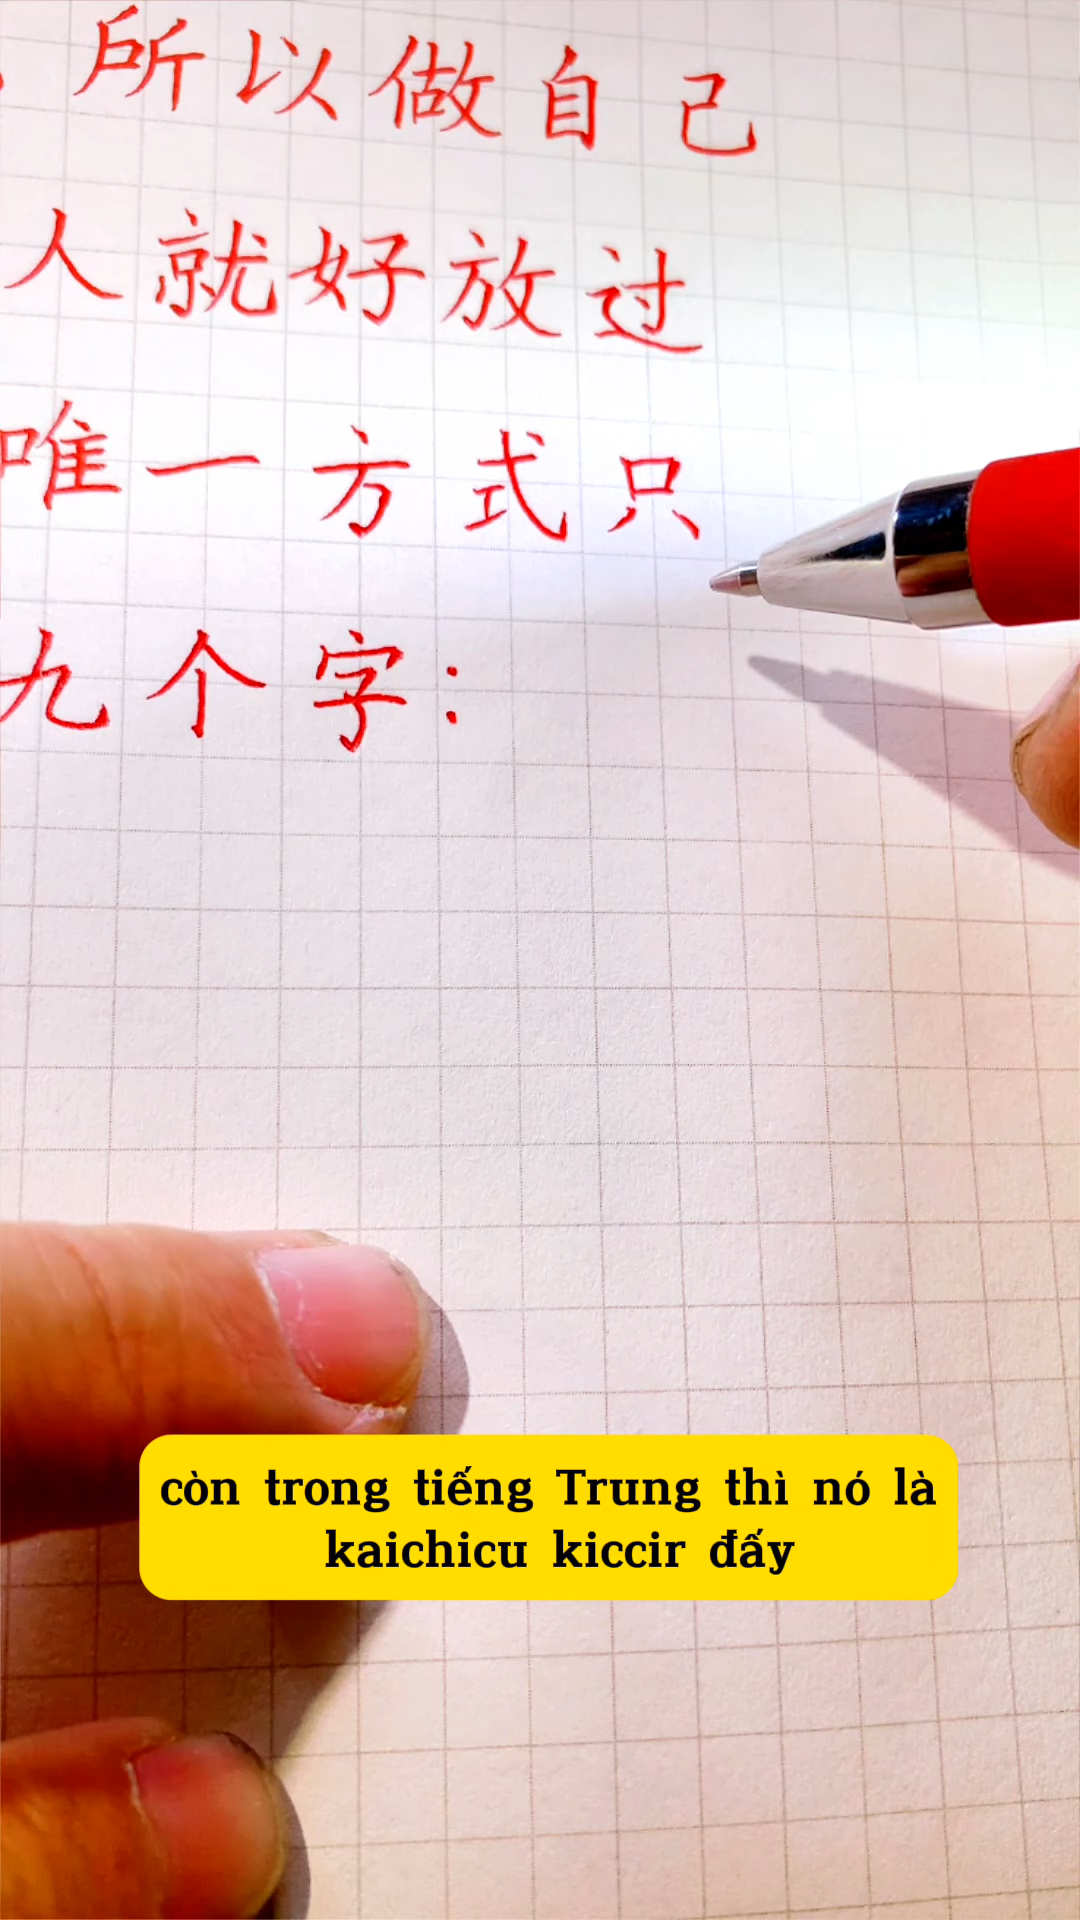 ，所以做自己
人就好放过
唯一方式只
九个字：
còn trong tiếng Trung thì nó là
kaichicu kiccir đấy